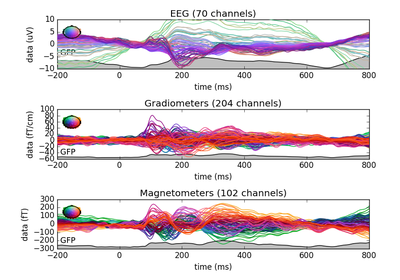 EEG (70 channels)
10
5
0
−5
−10
data (uV)
GFP
−200 0 200 400 600 800
time (ms)
Gradiometers (204 channels)
100
80
60
40
20
0
−20
−40
−60
data (fT/cm)
GFP
−200 0 200 400 600 800
time (ms)
Magnetometers (102 channels)
300
200
100
0
−100
−200
−300
data (fT)
GFP
−200 0 200 400 600 800
time (ms)